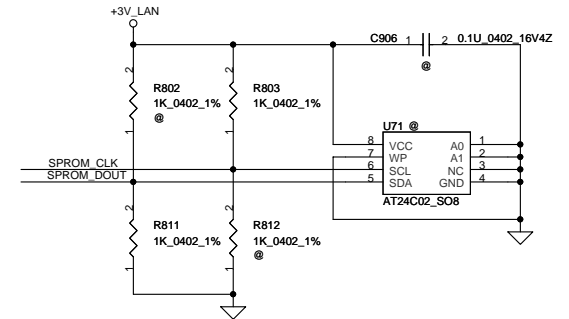 +3V_LAN
C906 1 2 0.1U_0402_16V4Z
@
2 2
R802 R803
1K_0402_1% 1K_0402_1%
@
1 1
U71 @
8 VCC A0 1
7 WP A1 2
6 SCL NC 3
5 SDA GND 4
AT24C02_SO8
SPROM_CLK
SPROM_DOUT
2 2
R811 R812
1K_0402_1% 1K_0402_1%
@
1 1